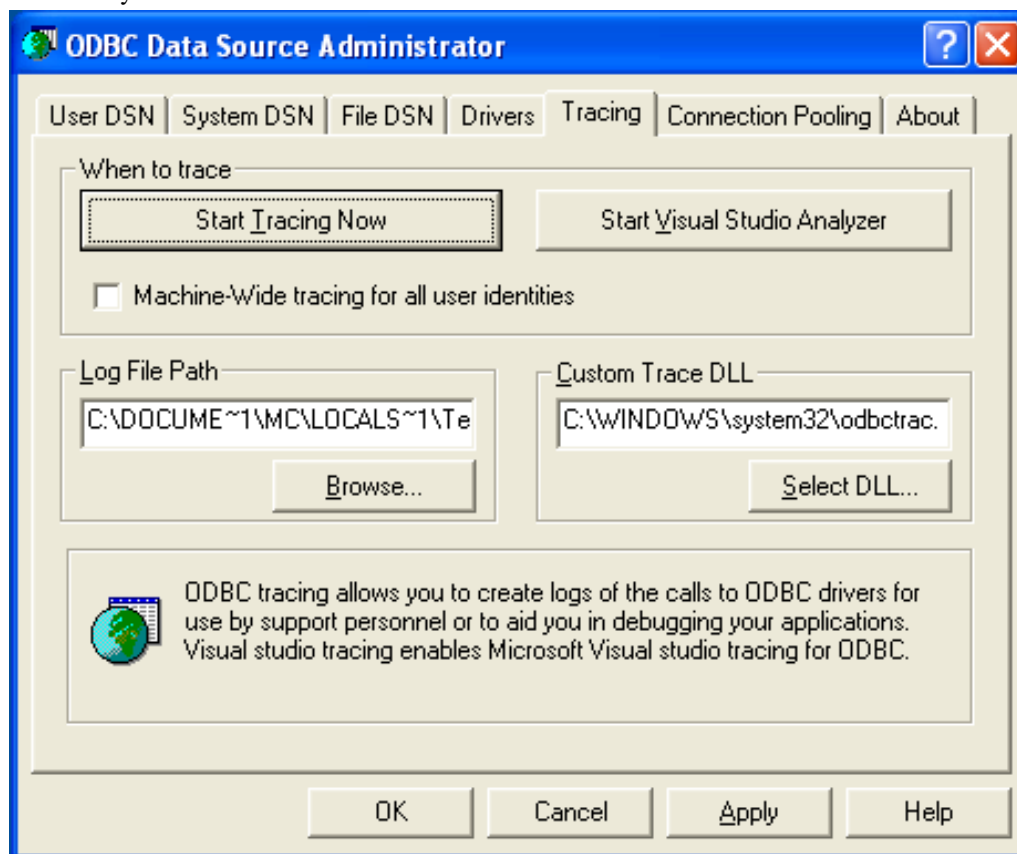 ODBC Data Source Administrator
User DSN System DSN File DSN Drivers Tracing Connection Pooling About
When to trace
Start Tracing Now Start Visual Studio Analyzer
Machine-Wide tracing for all user identities
Log File Path Custom Trace DLL
C:\DOCUME~1\MC\LOCALS~1\Te C:\WINDOWS\system32\odbctrac.
Browse... Select DLL...
ODBC tracing allows you to create logs of the calls to ODBC drivers for
use by support personnel or to aid you in debugging your applications.
Visual studio tracing enables Microsoft Visual studio tracing for ODBC.
OK Cancel Apply Help